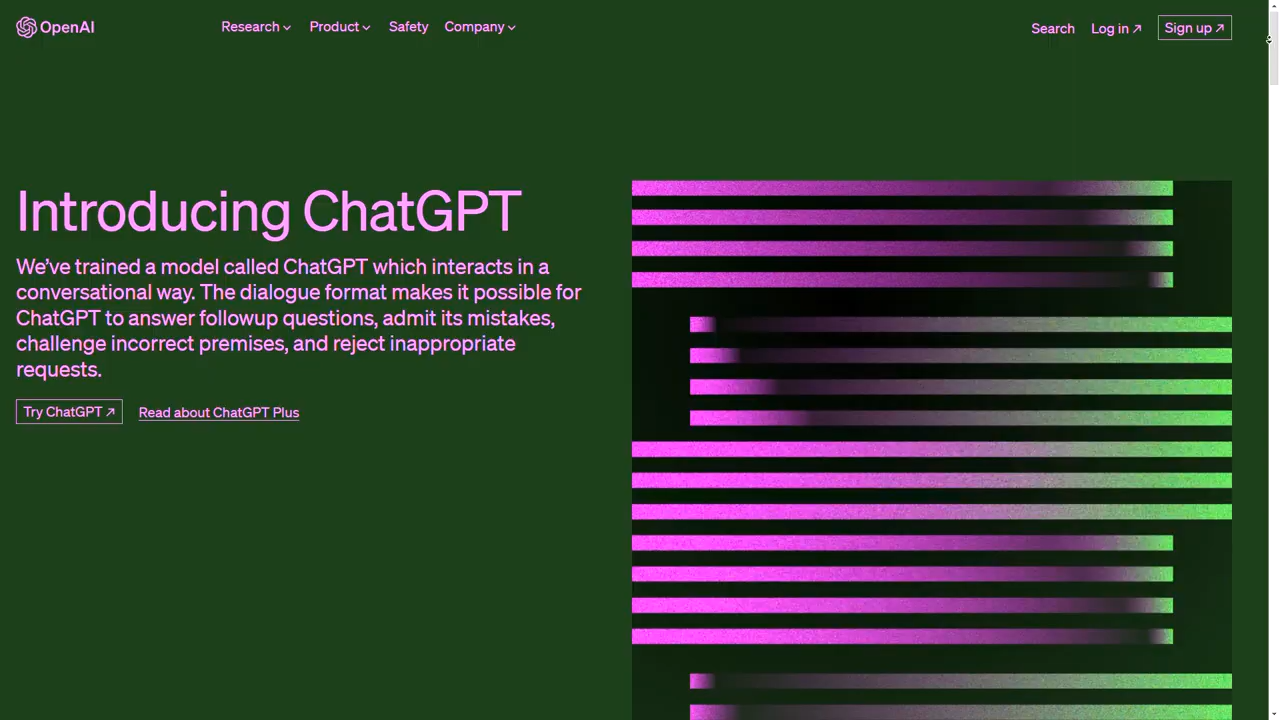 OpenAI
Research Product Safety Company
Search Log in ↗ Sign up ↗
Introducing ChatGPT
We’ve trained a model called ChatGPT which interacts in a
conversational way. The dialogue format makes it possible for
ChatGPT to answer followup questions, admit its mistakes,
challenge incorrect premises, and reject inappropriate
requests.
Try ChatGPT ↗ Read about ChatGPT Plus